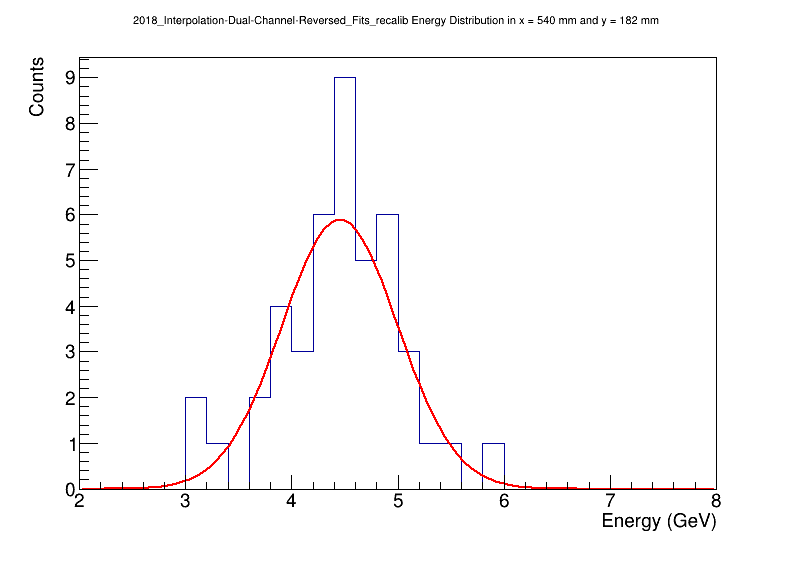 2018_Interpolation-Dual-Channel-Reversed_Fits_recalib Energy Distribution in x = 540 mm and y = 182 mm
Counts
9
8
7
6
5
4
3
2
1
0
2 3 4 5 6 7 8
Energy (GeV)